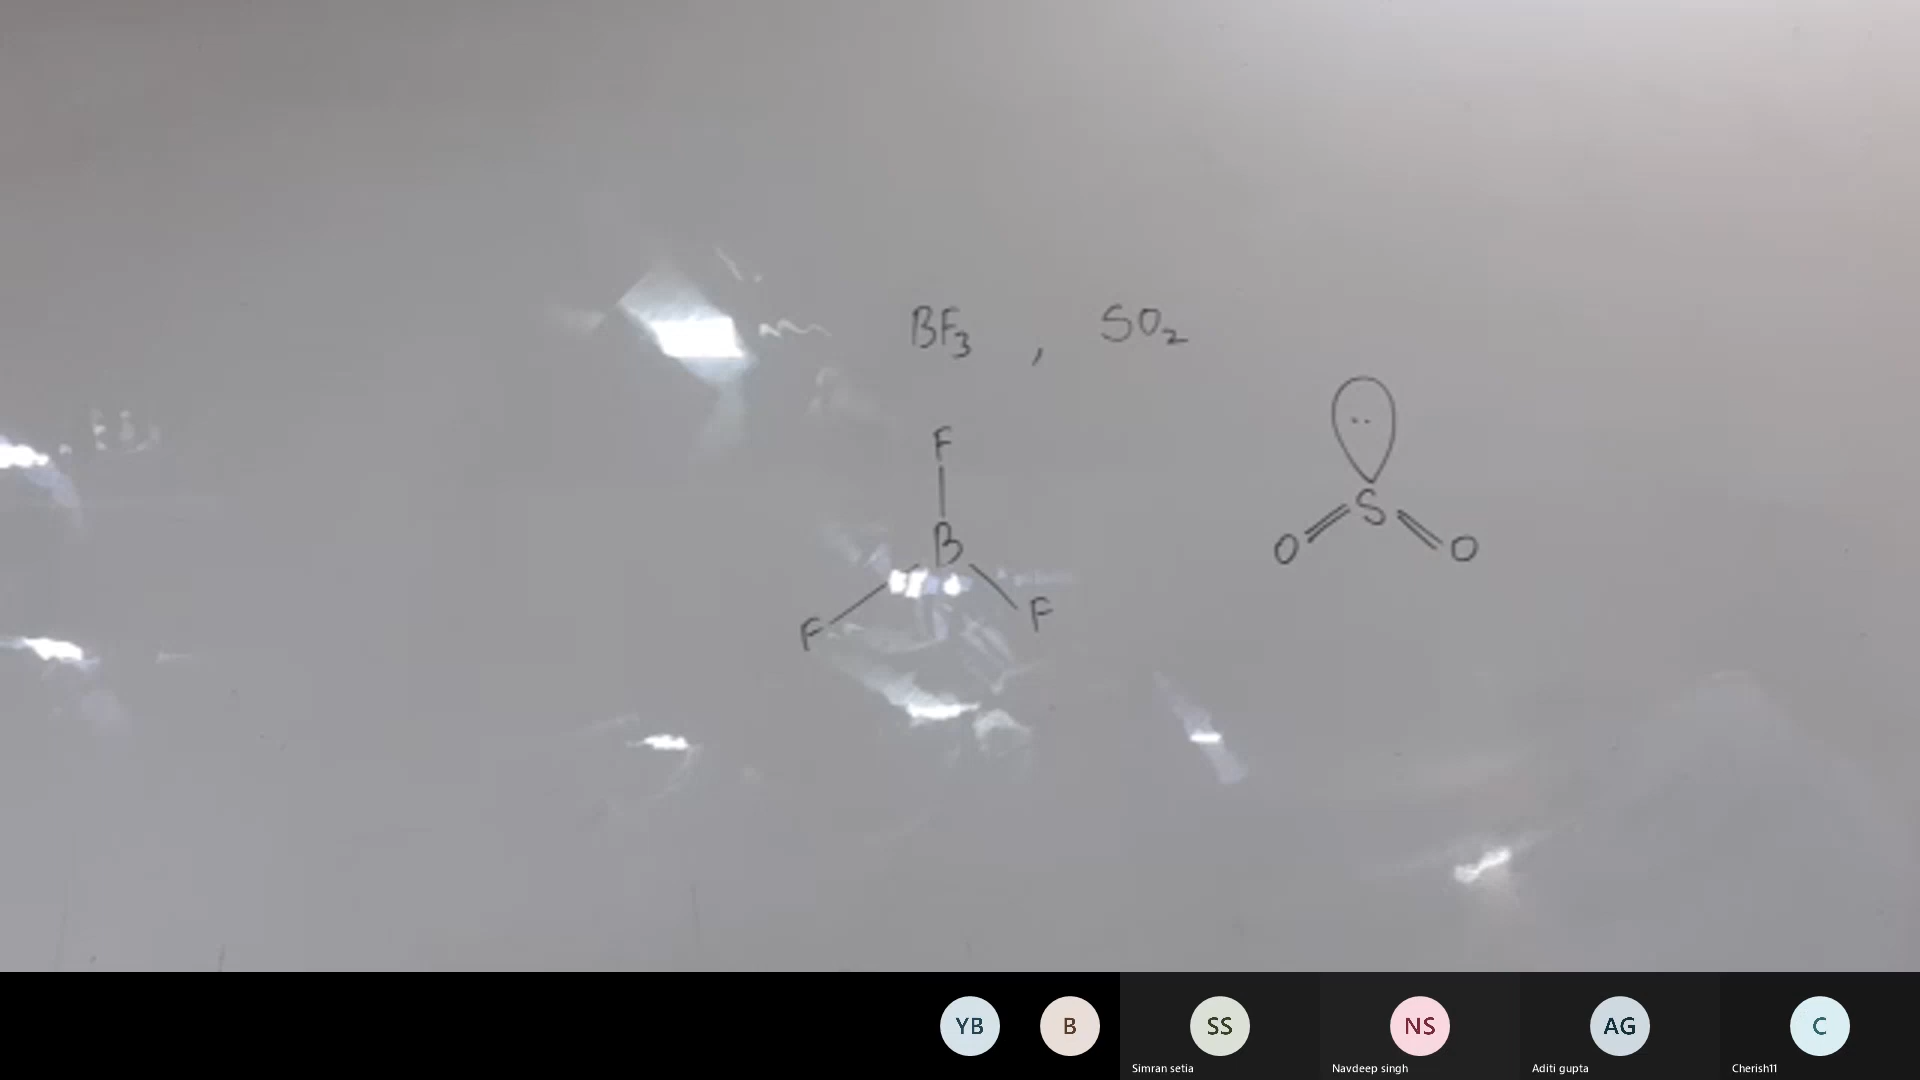 BF₃ , SO₂
F
B
F F
: S
O O
YB B SS NS AG C
Simran setia Navdeep singh Aditi gupta Cherish11